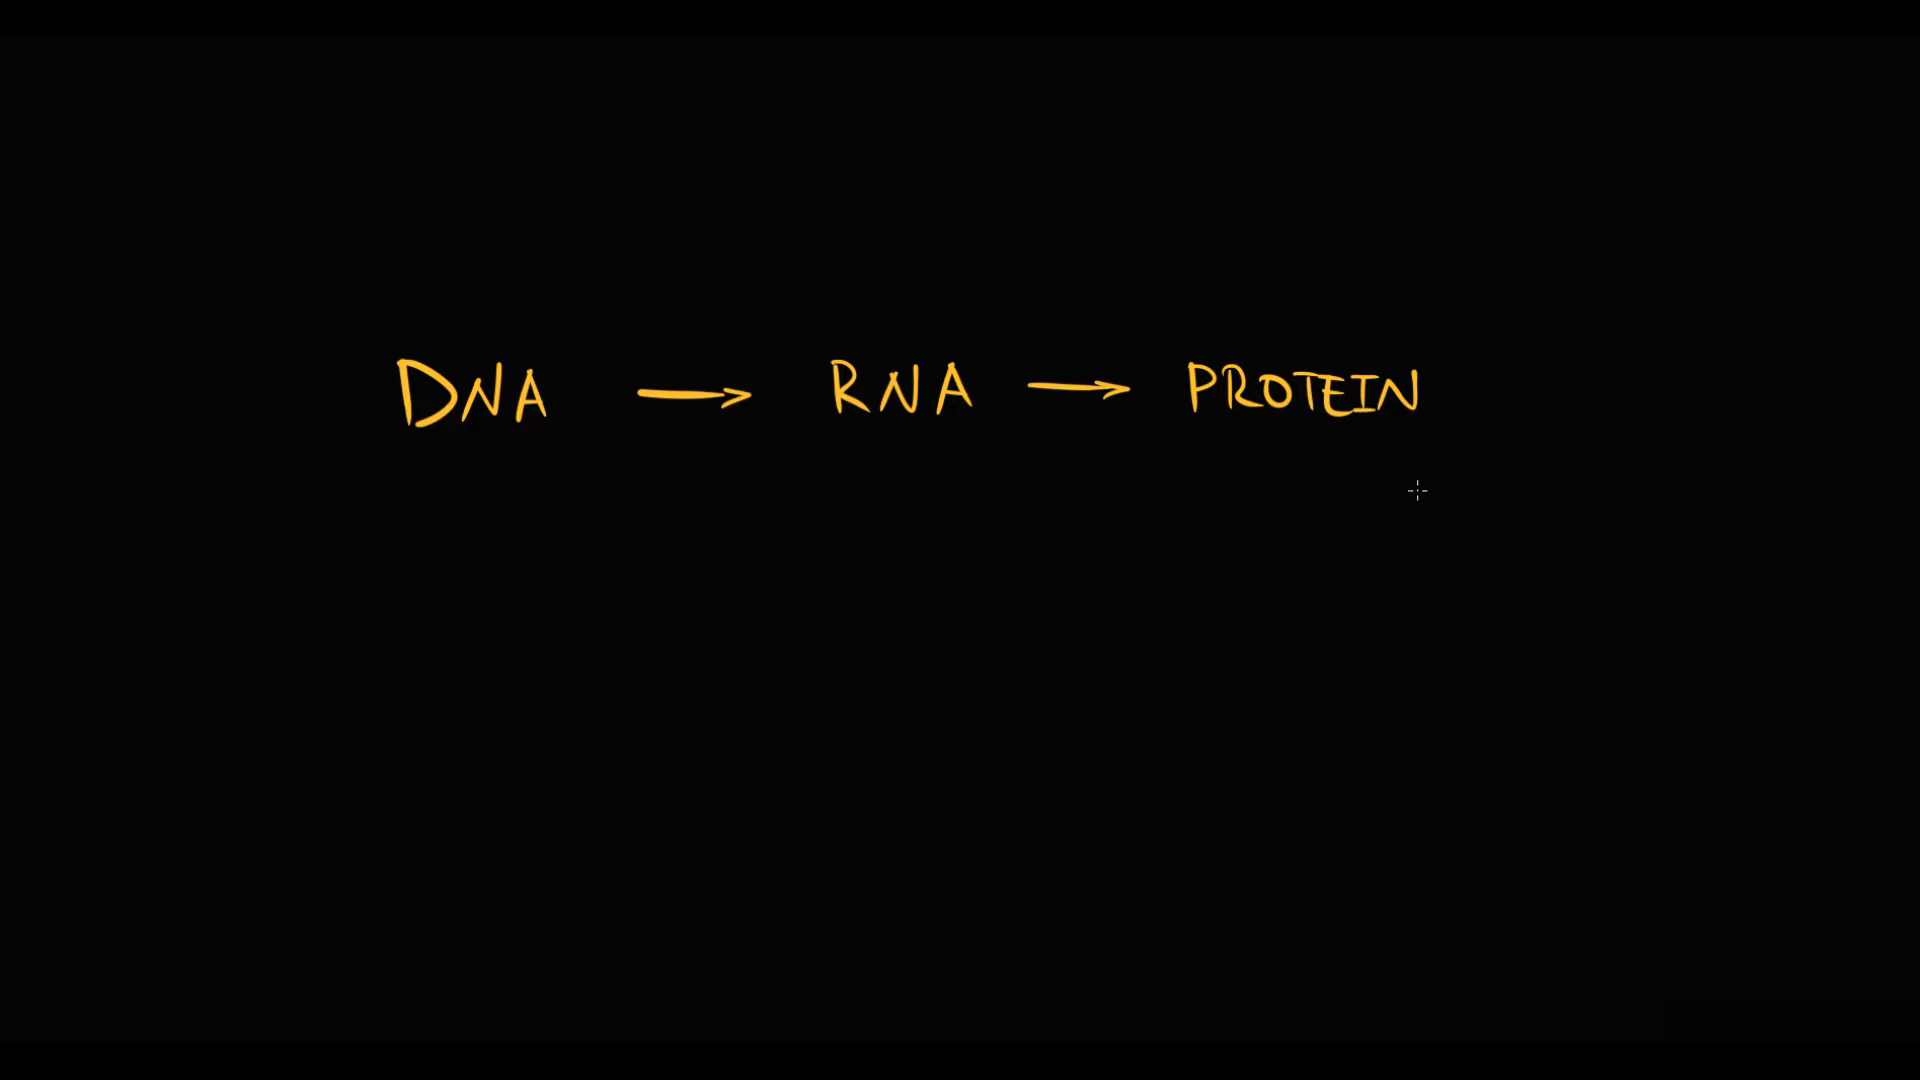 DNA → RNA → PROTEIN